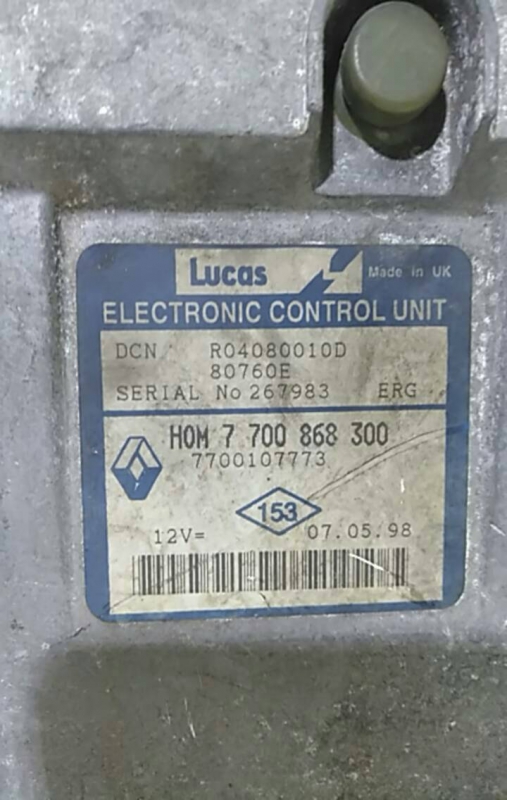 Lucas
Made in UK
ELECTRONIC CONTROL UNIT
DCN R04080010D
80760E
SERIAL No 267983 ERG
HOM 7 700 868 300
7700107773
153
12V= 07.05.98